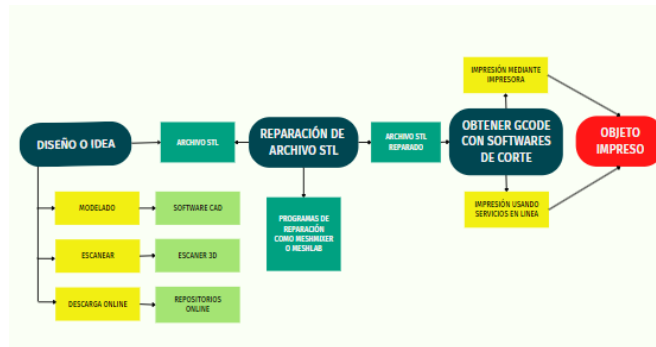 IMPRESIÓN MEDIANTE
IMPRESORA
DISEÑO O IDEA
ARCHIVO STL
REPARACIÓN DE
ARCHIVO STL
ARCHIVO STL
REPARADO
OBTENER GCODE
CON SOFTWARES
DE CORTE
OBJETO
IMPRESO
MODELADO
SOFTWARE CAD
PROGRAMAS DE
REPARACIÓN
COMO MESHMIXER
O MESHLAB
IMPRESIÓN USANDO
SERVICIOS EN LINEA
ESCANEAR
ESCANER 3D
DESCARGA ONLINE
REPOSITORIOS
ONLINE